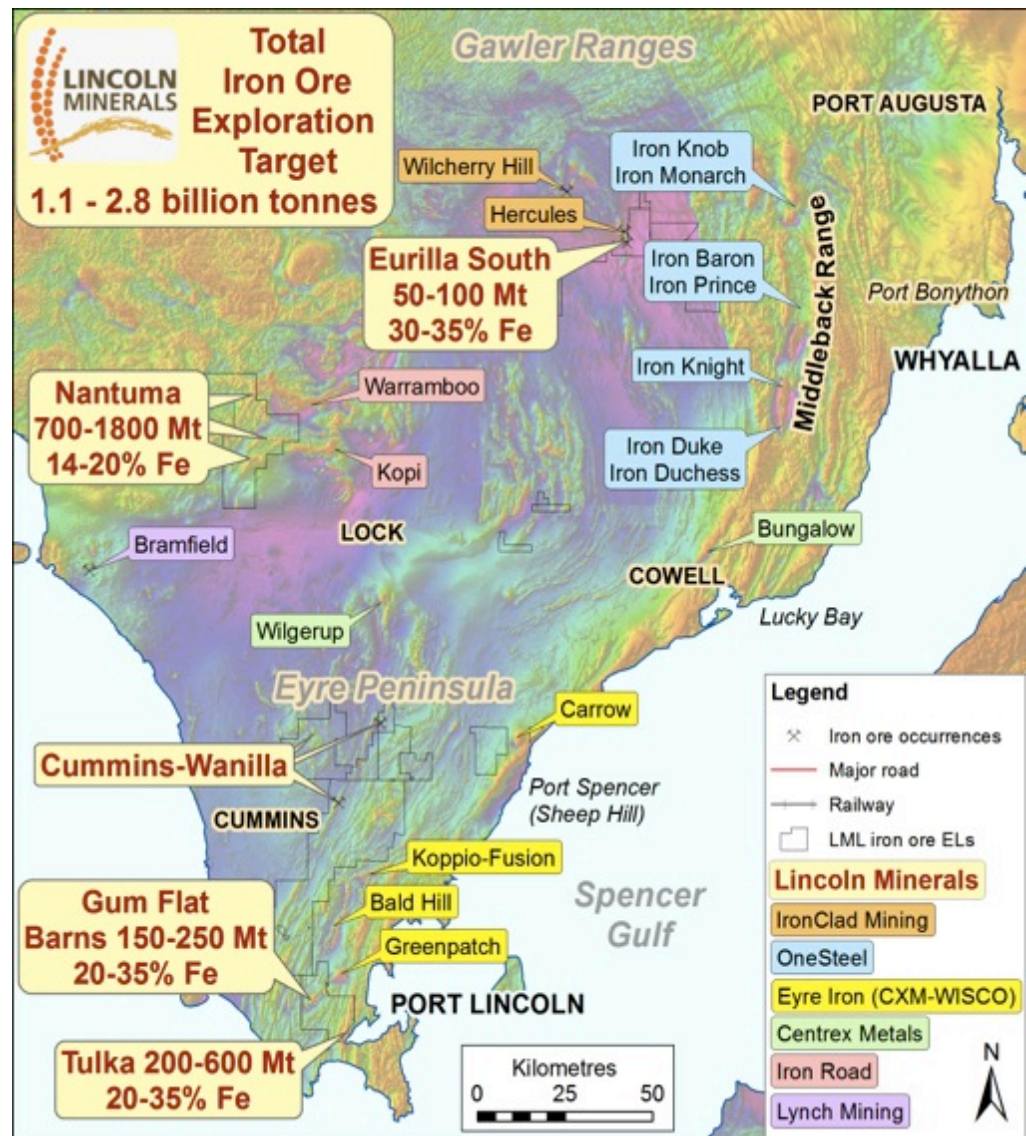 LINCOLN
MINERALS
Total
Iron Ore
Exploration
Target
1.1 - 2.8 billion tonnes
Gawler Ranges
PORT AUGUSTA
Wilcherry Hill
Iron Knob
Iron Monarch
Hercules
Eurilla South
50-100 Mt
30-35% Fe
Iron Baron
Iron Prince
Middleback Range
Port Bonython
WHYALLA
Iron Knight
Nantuma
700-1800 Mt
14-20% Fe
Warramboo
Kopi
Iron Duke
Iron Duchess
LOCK
Bramfield
Bungalow
COWELL
Lucky Bay
Wilgerup
Eyre Peninsula
Carrow
Cummins-Wanilla
Port Spencer
(Sheep Hill)
CUMMINS
Koppio-Fusion
Bald Hill
Greenpatch
Spencer
Gulf
Gum Flat
Barns 150-250 Mt
20-35% Fe
PORT LINCOLN
Tulka 200-600 Mt
20-35% Fe
Kilometres
0 25 50
Legend
Iron ore occurrences
Major road
Railway
LML iron ore ELs
Lincoln Minerals
IronClad Mining
OneSteel
Eyre Iron (CXM-WISCO)
Centrex Metals
Iron Road
Lynch Mining
N